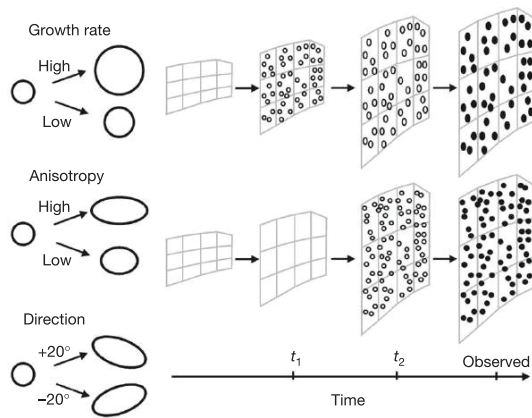 Growth rate
High
Low
Anisotropy
High
Low
Direction
+20°
−20°
t1
t2
Observed
Time